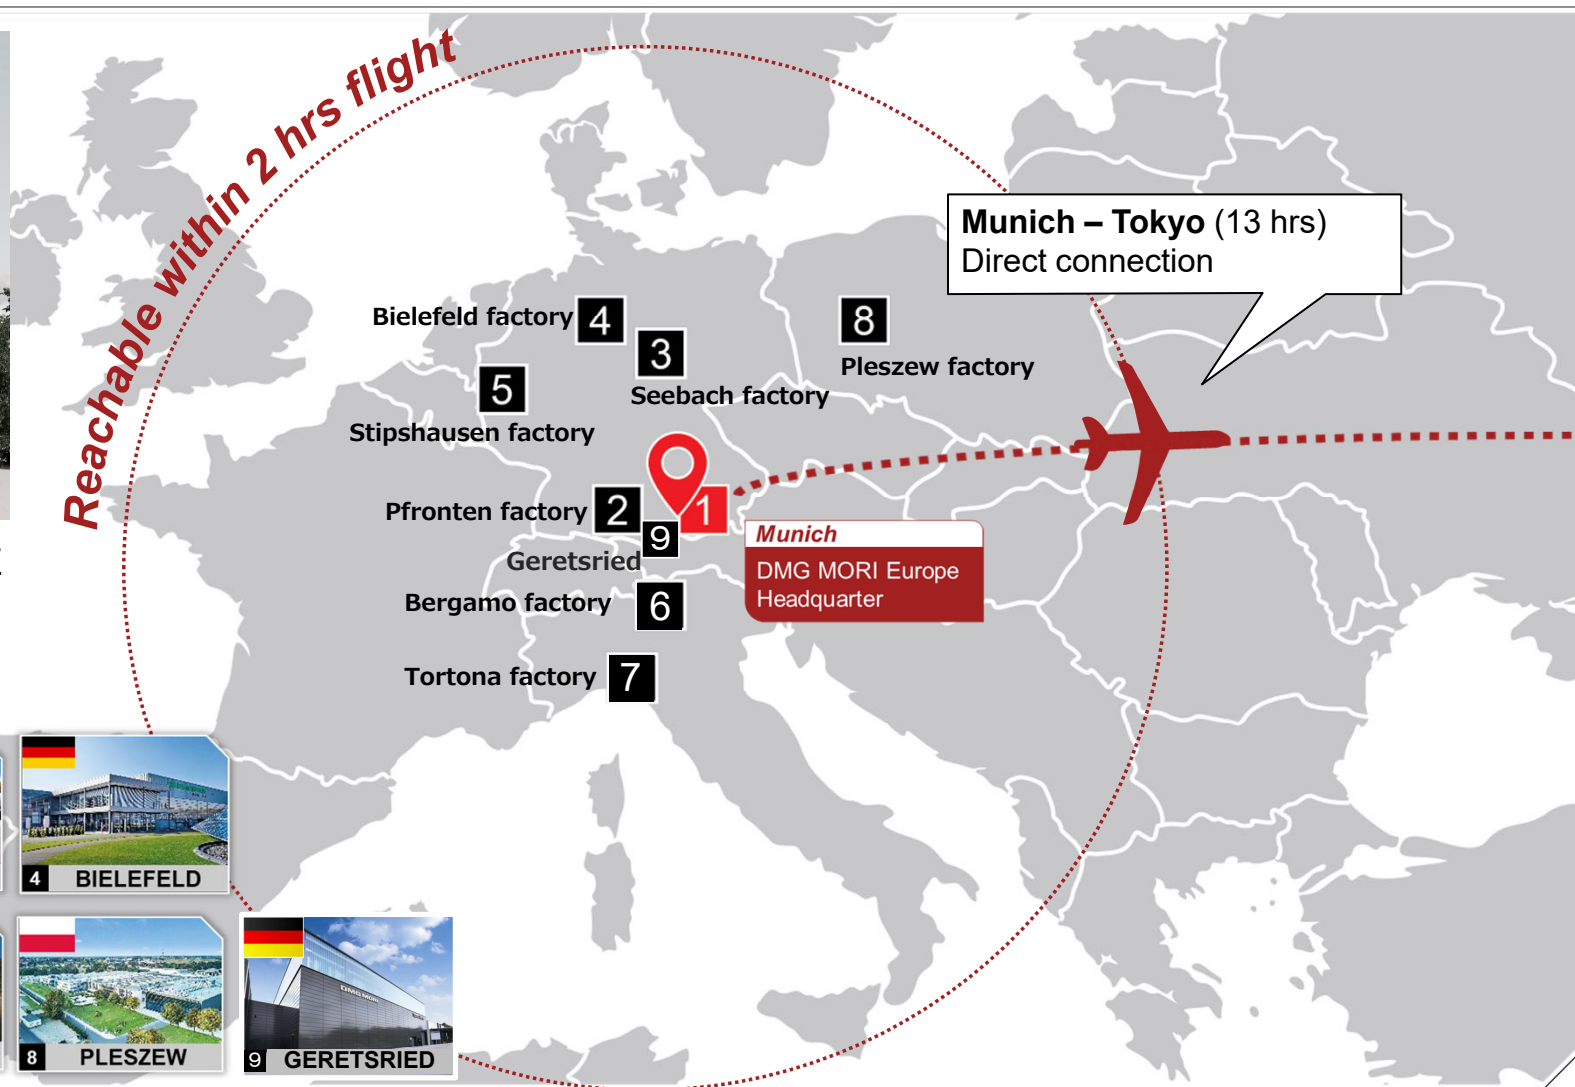 Reachable within 2 hrs flight
Munich – Tokyo (13 hrs)
Direct connection
Bielefeld factory
4
3
Seebach factory
8
Pleszew factory
5
Stipshausen factory
Pfronten factory
2
1
9
Geretsried
Munich
DMG MORI Europe
Headquarter
Bergamo factory
6
Tortona factory
7
4 BIELEFELD
8 PLESZEW
DMG MORI
9 GERETSRIED